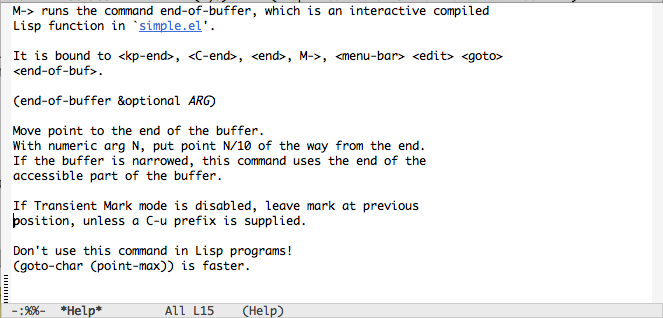 M-> runs the command end-of-buffer, which is an interactive compiled
Lisp function in `simple.el'.
It is bound to <kp-end>, <C-end>, <end>, M->, <menu-bar> <edit> <goto>
<end-of-buf>.
(end-of-buffer &optional ARG)
Move point to the end of the buffer.
With numeric arg N, put point N/10 of the way from the end.
If the buffer is narrowed, this command uses the end of the
accessible part of the buffer.
If Transient Mark mode is disabled, leave mark at previous
position, unless a C-u prefix is supplied.
Don't use this command in Lisp programs!
(goto-char (point-max)) is faster.
-:%%-  *Help*        All L15    (Help)